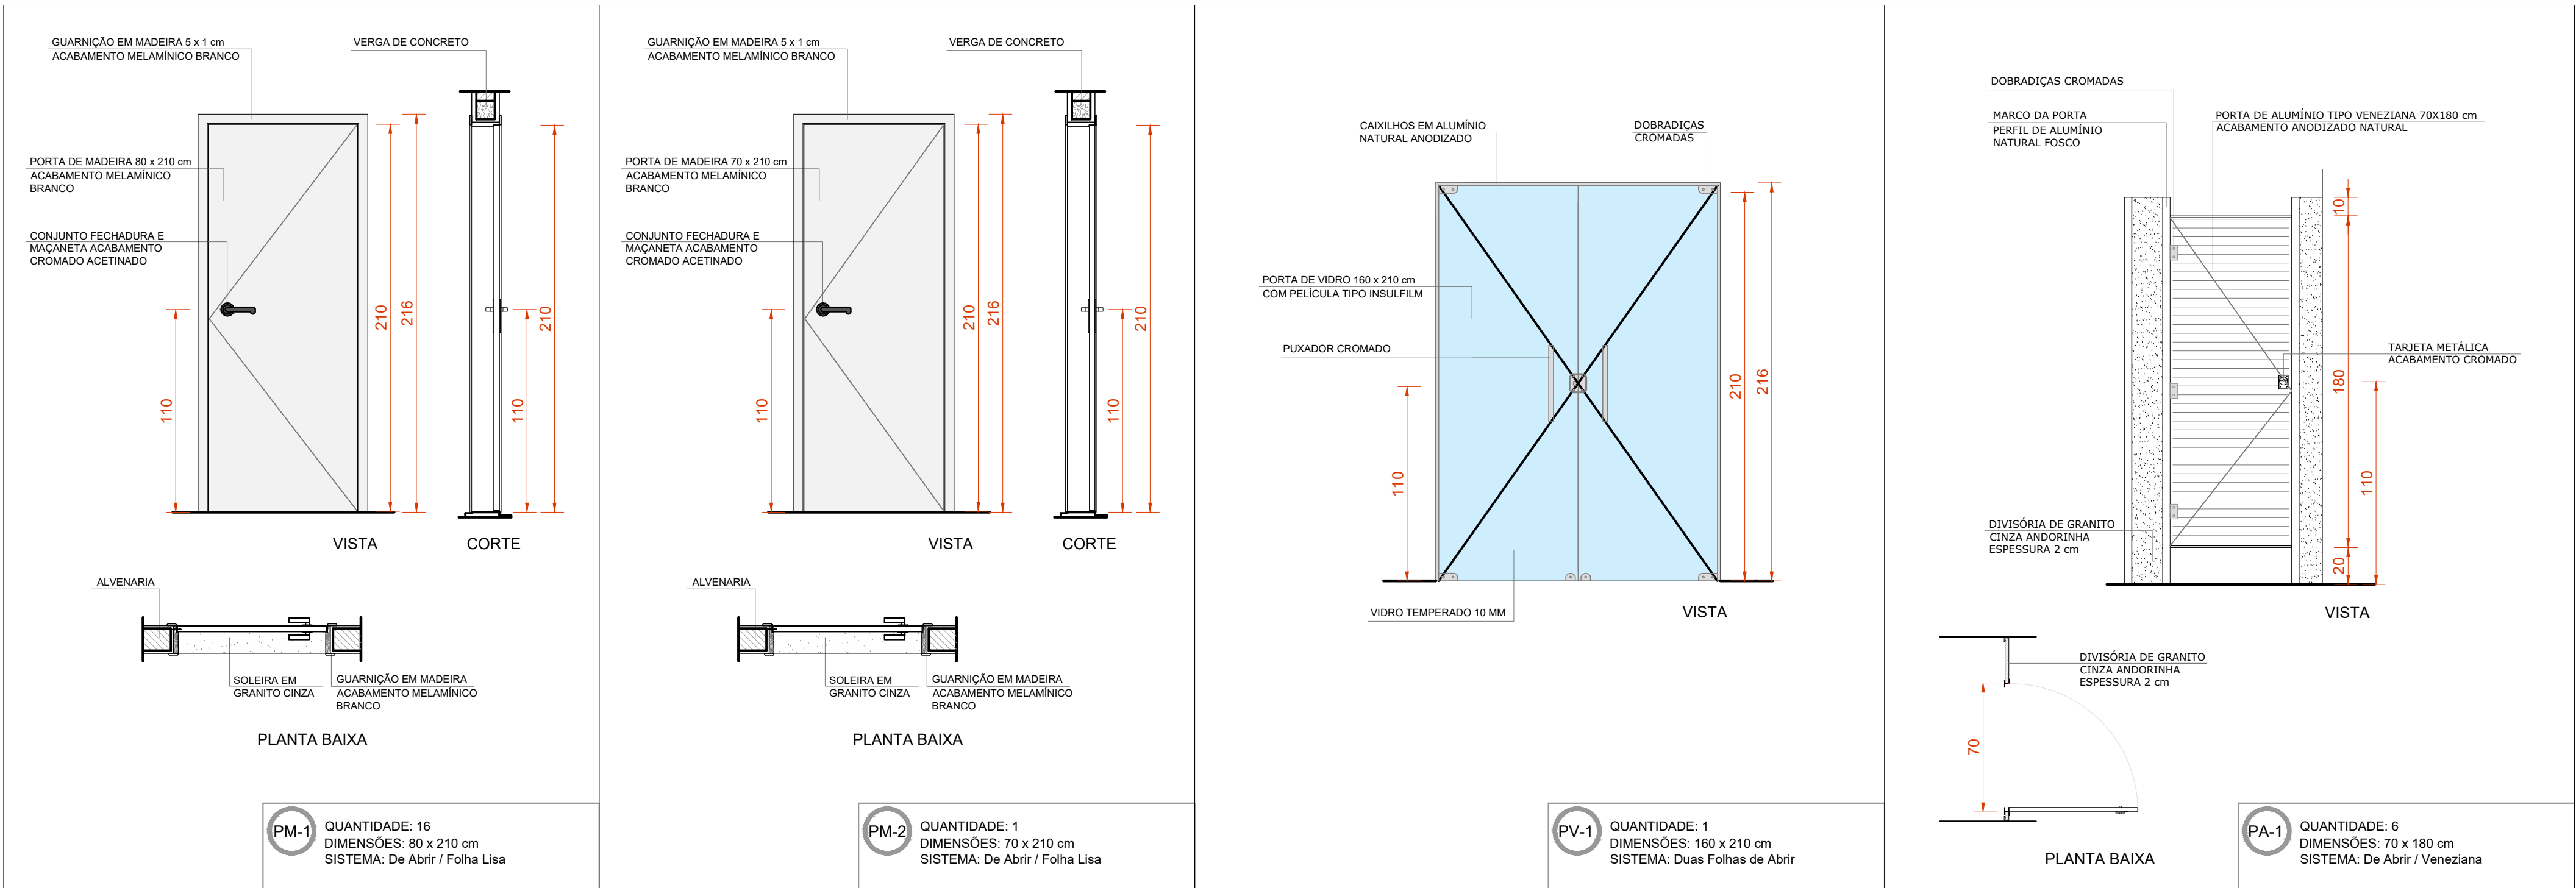 GUARNIÇÃO EM MADEIRA 5 x 1 cm
ACABAMENTO MELAMÍNICO BRANCO
VERGA DE CONCRETO
PORTA DE MADEIRA 80 x 210 cm
ACABAMENTO MELAMÍNICO
BRANCO
CONJUNTO FECHADURA E
MAÇANETA ACABAMENTO
CROMADO ACETINADO
110
210
216
110
210
VISTA
CORTE
ALVENARIA
SOLEIRA EM
GRANITO CINZA
GUARNIÇÃO EM MADEIRA
ACABAMENTO MELAMÍNICO
BRANCO
PLANTA BAIXA
PM-1
QUANTIDADE: 16
DIMENSÕES: 80 x 210 cm
SISTEMA: De Abrir / Folha Lisa
GUARNIÇÃO EM MADEIRA 5 x 1 cm
ACABAMENTO MELAMÍNICO BRANCO
VERGA DE CONCRETO
PORTA DE MADEIRA 70 x 210 cm
ACABAMENTO MELAMÍNICO
BRANCO
CONJUNTO FECHADURA E
MAÇANETA ACABAMENTO
CROMADO ACETINADO
110
210
216
110
210
VISTA
CORTE
ALVENARIA
SOLEIRA EM
GRANITO CINZA
GUARNIÇÃO EM MADEIRA
ACABAMENTO MELAMÍNICO
BRANCO
PLANTA BAIXA
PM-2
QUANTIDADE: 1
DIMENSÕES: 70 x 210 cm
SISTEMA: De Abrir / Folha Lisa
CAIXILHOS EM ALUMÍNIO
NATURAL ANODIZADO
DOBRADIÇAS
CROMADAS
PORTA DE VIDRO 160 x 210 cm
COM PELÍCULA TIPO INSULFILM
PUXADOR CROMADO
110
210
216
VIDRO TEMPERADO 10 MM
VISTA
PV-1
QUANTIDADE: 1
DIMENSÕES: 160 x 210 cm
SISTEMA: Duas Folhas de Abrir
DOBRADIÇAS CROMADAS
MARCO DA PORTA
PERFIL DE ALUMÍNIO
NATURAL FOSCO
PORTA DE ALUMÍNIO TIPO VENEZIANA 70X180 cm
ACABAMENTO ANODIZADO NATURAL
10
180
TARJETA METÁLICA
ACABAMENTO CROMADO
110
20
DIVISÓRIA DE GRANITO
CINZA ANDORINHA
ESPESSURA 2 cm
VISTA
DIVISÓRIA DE GRANITO
CINZA ANDORINHA
ESPESSURA 2 cm
70
PLANTA BAIXA
PA-1
QUANTIDADE: 6
DIMENSÕES: 70 x 180 cm
SISTEMA: De Abrir / Veneziana